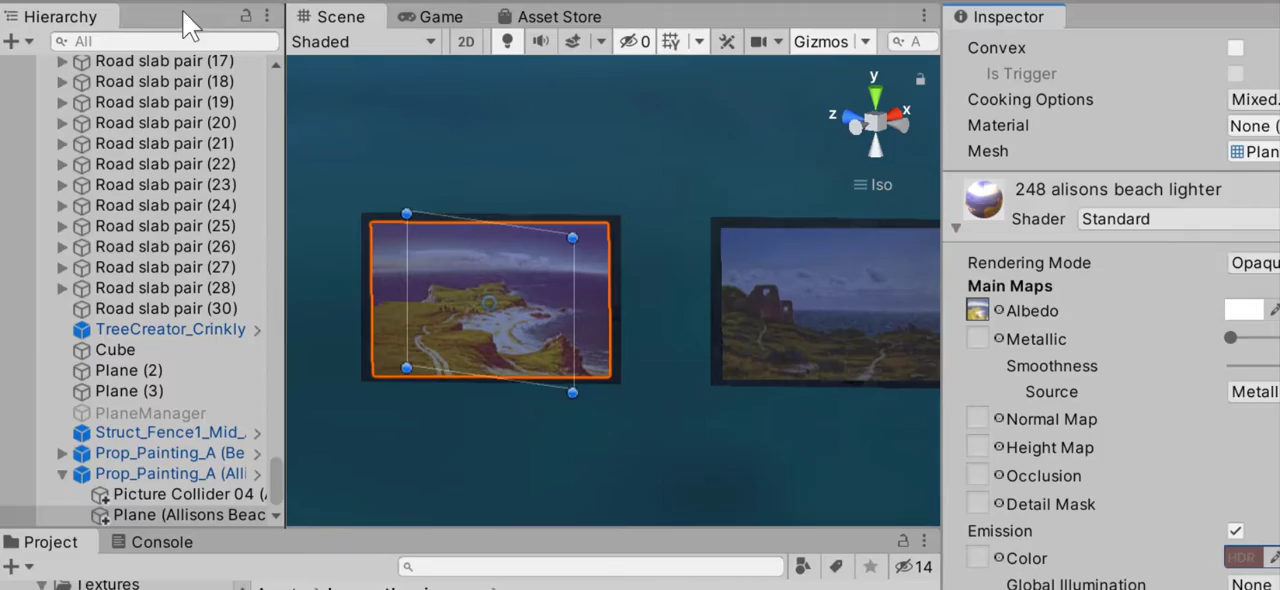 Hierarchy
All
Road slab pair (17)
Road slab pair (18)
Road slab pair (19)
Road slab pair (20)
Road slab pair (21)
Road slab pair (22)
Road slab pair (23)
Road slab pair (24)
Road slab pair (25)
Road slab pair (26)
Road slab pair (27)
Road slab pair (28)
Road slab pair (30)
TreeCreator_Crinkly
Cube
Plane (2)
Plane (3)
PlaneManager
Struct_Fence1_Mid_
Prop_Painting_A (Be
Prop_Painting_A (Alli
Picture Collider 04 (
Plane (Allisons Beac
Scene Game Asset Store
Shaded 2D 0 Gizmos A
y
z x
Iso
Project Console
14
Textures
Inspector
Convex
Is Trigger
Cooking Options Mixed.
Material None (
Mesh Plan
248 alisons beach lighter
Shader Standard
Rendering Mode Opaqu
Main Maps
Albedo
Metallic
Smoothness
Source Metall
Normal Map
Height Map
Occlusion
Detail Mask
Emission
Color HDR
Global Illumination None